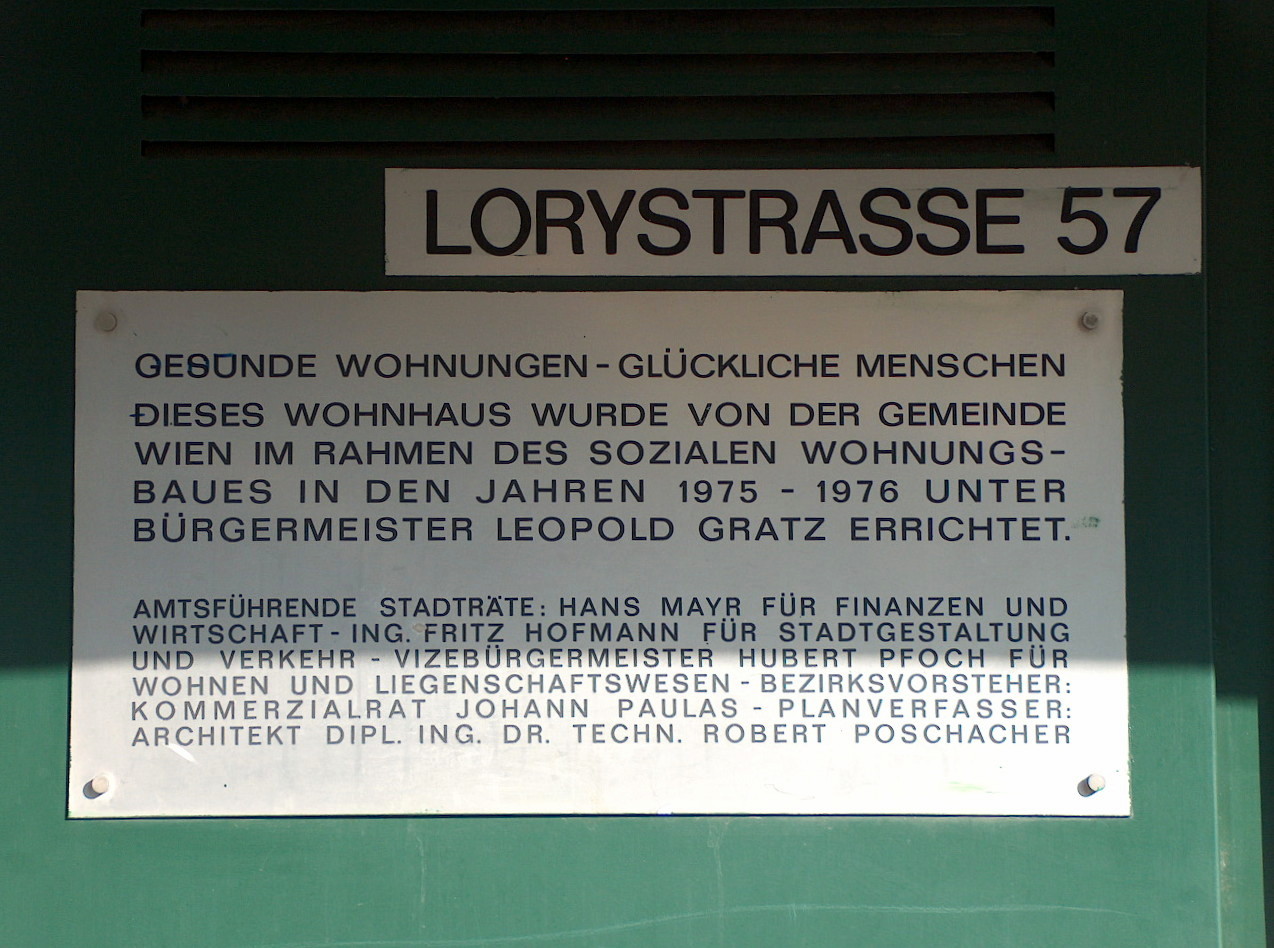 LORYSTRASSE 57
GESUNDE WOHNUNGEN - GLÜCKLICHE MENSCHEN
DIESES WOHNHAUS WURDE VON DER GEMEINDE
WIEN IM RAHMEN DES SOZIALEN WOHNUNGS-
BAUES IN DEN JAHREN 1975 - 1976 UNTER
BÜRGERMEISTER LEOPOLD GRATZ ERRICHTET.
AMTSFÜHRENDE STADTRÄTE: HANS MAYR FÜR FINANZEN UND
WIRTSCHAFT - ING. FRITZ HOFMANN FÜR STADTGESTALTUNG
UND VERKEHR - VIZEBÜRGERMEISTER HUBERT PFOCH FÜR
WOHNEN UND LIEGENSCHAFTSWESEN - BEZIRKSVORSTEHER:
KOMMERZIALRAT JOHANN PAULAS - PLANVERFASSER:
ARCHITEKT DIPL. ING. DR. TECHN. ROBERT POSCHACHER